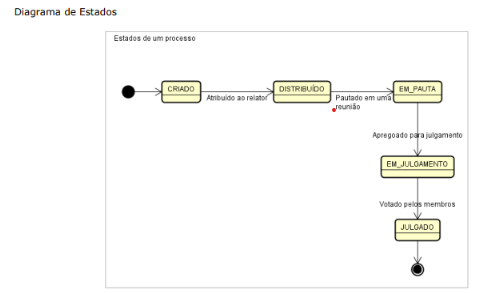 Diagrama de Estados
Estados de um processo
CRIADO
Atribuído ao relator
DISTRIBUÍDO
Pautado em uma
reunião
EM_PAUTA
Apregoado para julgamento
EM_JULGAMENTO
Votado pelos membros
JULGADO